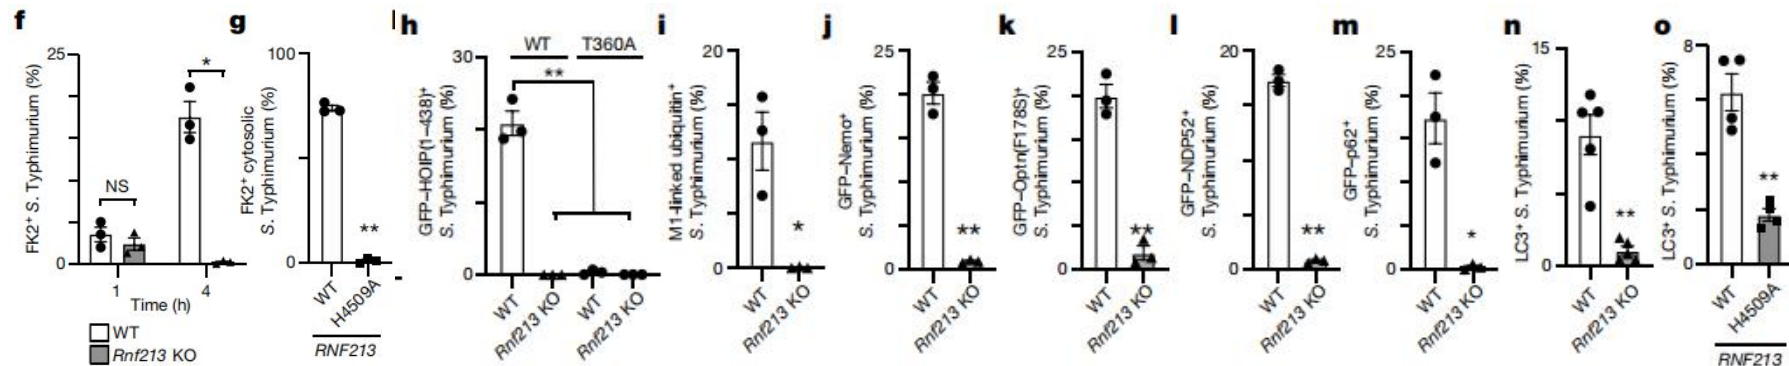 f
FK2⁺ S. Typhimurium (%)
25
0
NS
*
1
4
Time (h)
WT
Rnf213 KO
g
FK2⁺ cytosolic
S. Typhimurium (%)
100
0
**
WT
H4509A
RNF213
h
GFP–HOIP(1–438)⁺
S. Typhimurium (%)
30
0
WT
T360A
**
WT
Rnf213 KO
WT
Rnf213 KO
i
M1-linked ubiquitin⁺
S. Typhimurium (%)
20
0
*
WT
Rnf213 KO
j
GFP–Nemo⁺
S. Typhimurium (%)
25
0
**
WT
Rnf213 KO
k
GFP–Optn(F178S)⁺
S. Typhimurium (%)
25
0
**
WT
Rnf213 KO
l
GFP–NDP52⁺
S. Typhimurium (%)
20
0
**
WT
Rnf213 KO
m
GFP–p62⁺
S. Typhimurium (%)
25
0
*
WT
Rnf213 KO
n
LC3⁺ S. Typhimurium (%)
15
0
**
WT
Rnf213 KO
o
LC3⁺ S. Typhimurium (%)
8
0
**
WT
H4509A
RNF213